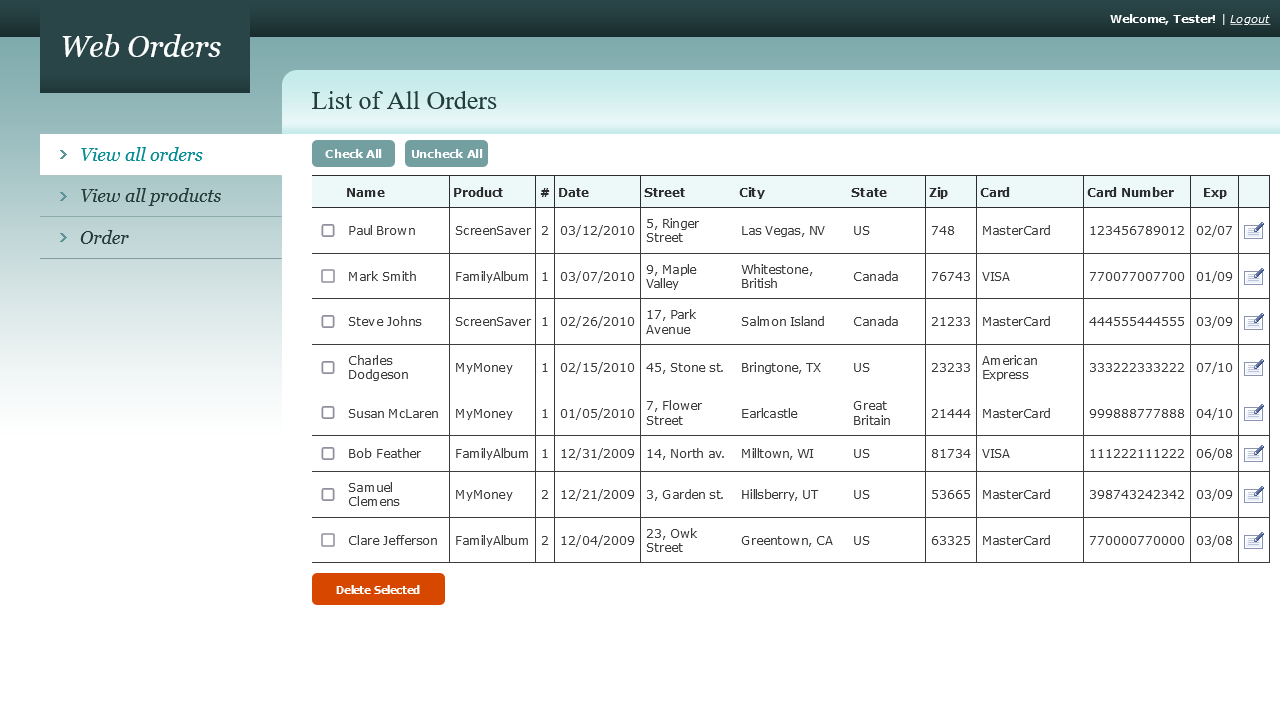 Welcome, Tester! | Logout
Web Orders
List of All Orders
View all orders
View all products
Order
Check All Uncheck All
Name Product # Date Street City State Zip Card Card Number Exp
Paul Brown ScreenSaver 2 03/12/2010 5, Ringer Street Las Vegas, NV US 748 MasterCard 123456789012 02/07
Mark Smith FamilyAlbum 1 03/07/2010 9, Maple Valley Whitestone, British Canada 76743 VISA 770077007700 01/09
Steve Johns ScreenSaver 1 02/26/2010 17, Park Avenue Salmon Island Canada 21233 MasterCard 444555444555 03/09
Charles Dodgeson MyMoney 1 02/15/2010 45, Stone st. Bringtone, TX US 23233 American Express 333222333222 07/10
Susan McLaren MyMoney 1 01/05/2010 7, Flower Street Earlcastle Great Britain 21444 MasterCard 999888777888 04/10
Bob Feather FamilyAlbum 1 12/31/2009 14, North av. Milltown, WI US 81734 VISA 111222111222 06/08
Samuel Clemens MyMoney 2 12/21/2009 3, Garden st. Hillsberry, UT US 53665 MasterCard 398743242342 03/09
Clare Jefferson FamilyAlbum 2 12/04/2009 23, Owk Street Greentown, CA US 63325 MasterCard 770000770000 03/08
Delete Selected